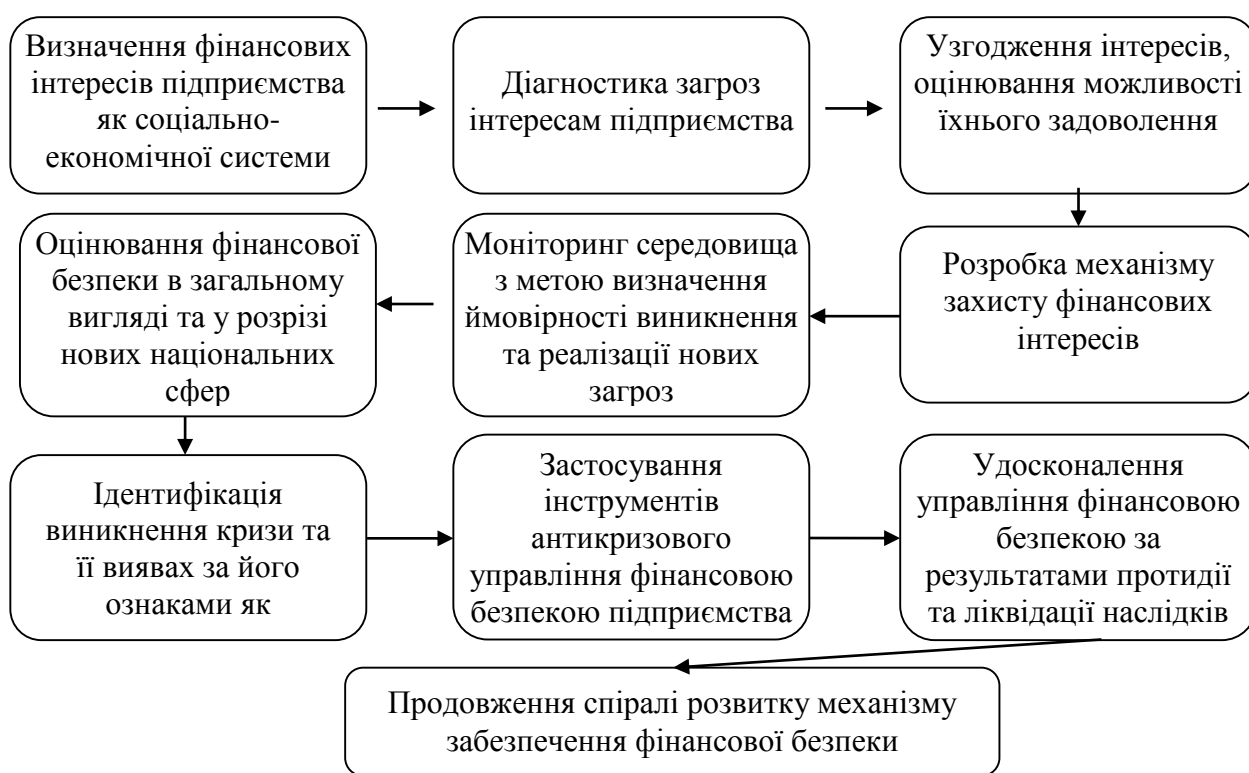 Визначення фінансових
інтересів підприємства
як соціально-
економічної системи
Діагностика загроз
інтересам підприємства
Узгодження інтересів,
оцінювання можливості
їхнього задоволення
Розробка механізму
захисту фінансових
інтересів
Моніторинг середовища
з метою визначення
ймовірності виникнення
та реалізації нових
загроз
Оцінювання фінансової
безпеки в загальному
вигляді та у розрізі
нових національних
сфер
Ідентифікація
виникнення кризи та
її виявах за його
ознаками як
Застосування
інструментів
антикризового
управління фінансовою
безпекою підприємства
Удосконалення
управління фінансовою
безпекою за
результатами протидії
та ліквідації наслідків
Продовження спіралі розвитку механізму
забезпечення фінансової безпеки